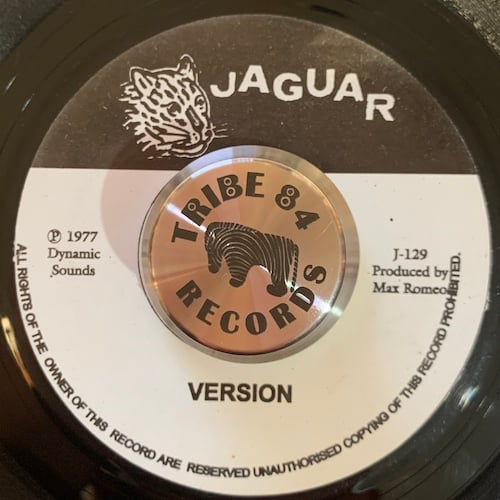 JAGUAR
TRIBE 84
RECORDS
℗ 1977
Dynamic
Sounds
J-129
Produced by
Max Romeo
VERSION
ALL RIGHTS OF THE OWNER OF THIS RECORD ARE RESERVED UNAUTHORISED COPYING OF THIS RECORD PROHIBITED.